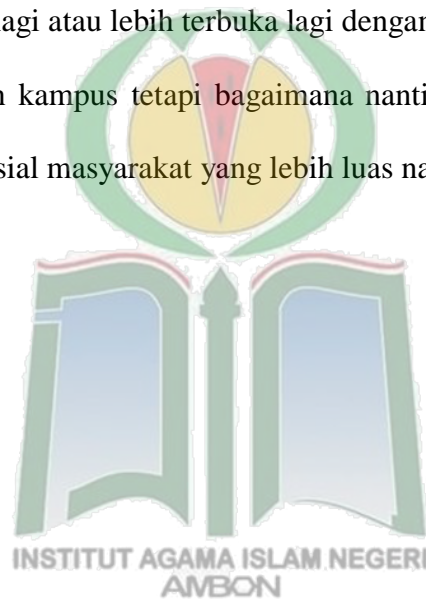 lagi atau lebih terbuka lagi dengan
kampus tetapi bagaimana nanti
sial masyarakat yang lebih luas na
INSTITUT AGAMA ISLAM NEGERI
AMBON